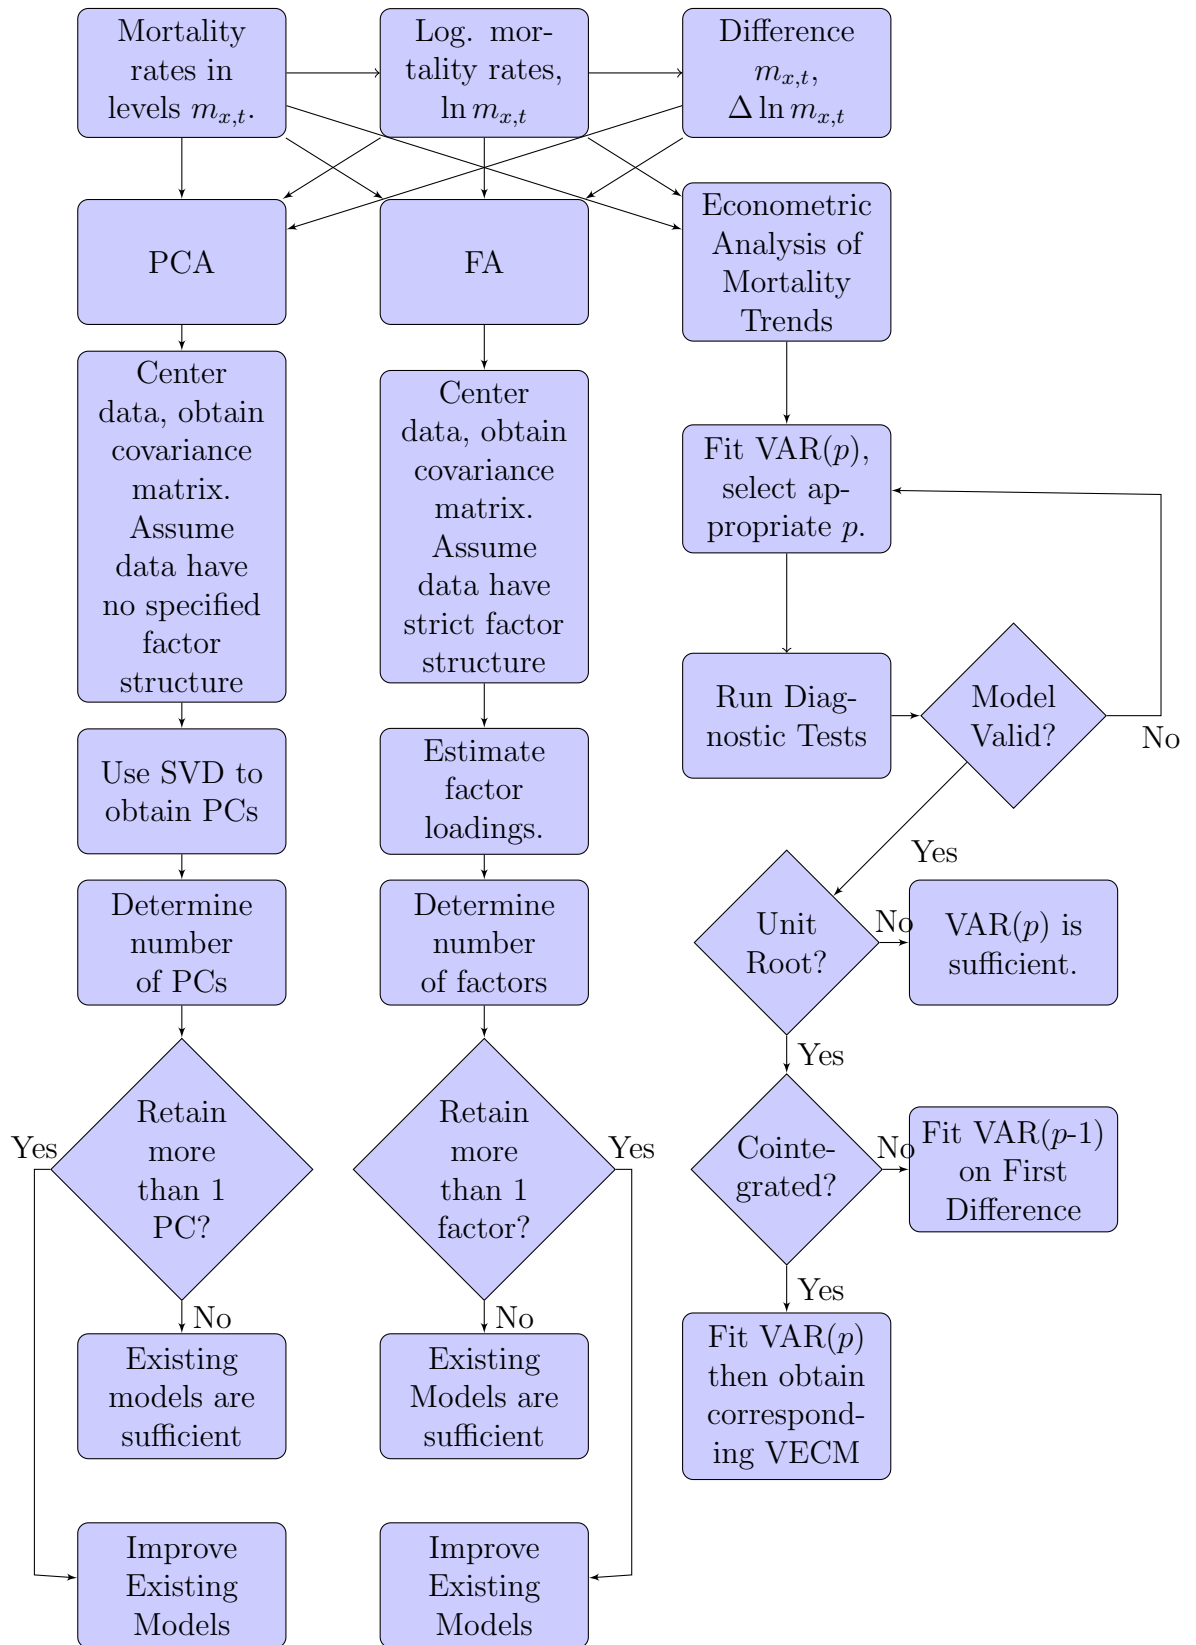 Mortality
rates in
levels $m_{x,t}$.
Log. mor-
tality rates,
$\ln m_{x,t}$
Difference
$m_{x,t}$,
$\Delta \ln m_{x,t}$
PCA
FA
Econometric
Analysis of
Mortality
Trends
Center
data, obtain
covariance
matrix.
Assume
data have
no specified
factor
structure
Center
data, obtain
covariance
matrix.
Assume
data have
strict factor
structure
Fit VAR($p$),
select ap-
propriate $p$.
Run Diag-
nostic Tests
Model
Valid?
No
Yes
Use SVD to
obtain PCs
Estimate
factor
loadings.
Determine
number
of PCs
Determine
number
of factors
Unit
Root?
No
VAR($p$) is
sufficient.
Yes
Retain
more
than 1
PC?
Yes
No
Retain
more
than 1
factor?
Yes
No
Cointe-
grated?
No
Fit VAR($p$-1)
on First
Difference
Yes
Existing
models are
sufficient
Existing
Models are
sufficient
Fit VAR($p$)
then obtain
correspond-
ing VECM
Improve
Existing
Models
Improve
Existing
Models